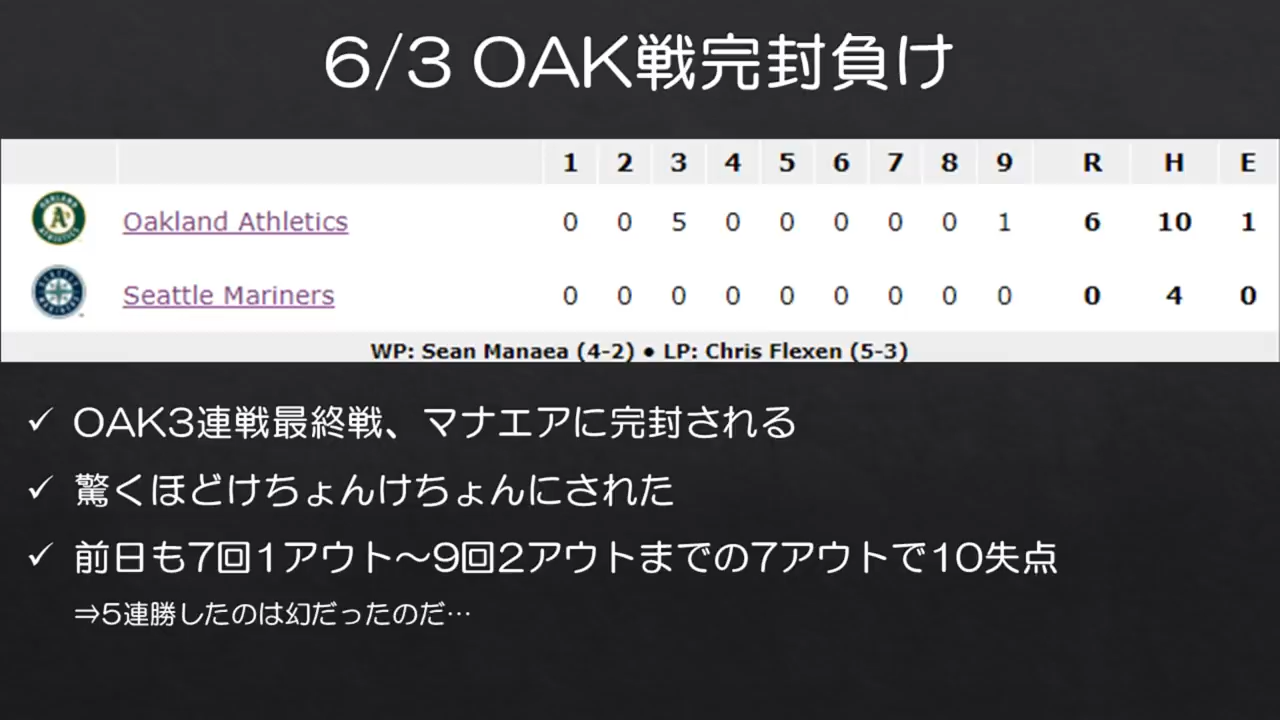 6/3 OAK戦完封負け
1 2 3 4 5 6 7 8 9 R H E
Oakland Athletics 0 0 5 0 0 0 0 0 1 6 10 1
Seattle Mariners 0 0 0 0 0 0 0 0 0 0 4 0
WP: Sean Manaea (4-2) ● LP: Chris Flexen (5-3)
✓ OAK3連戦最終戦、マナエアに完封される
✓ 驚くほどけちょんけちょんにされた
✓ 前日も7回1アウト～9回2アウトまでの7アウトで10失点
⇒5連勝したのは幻だったのだ…